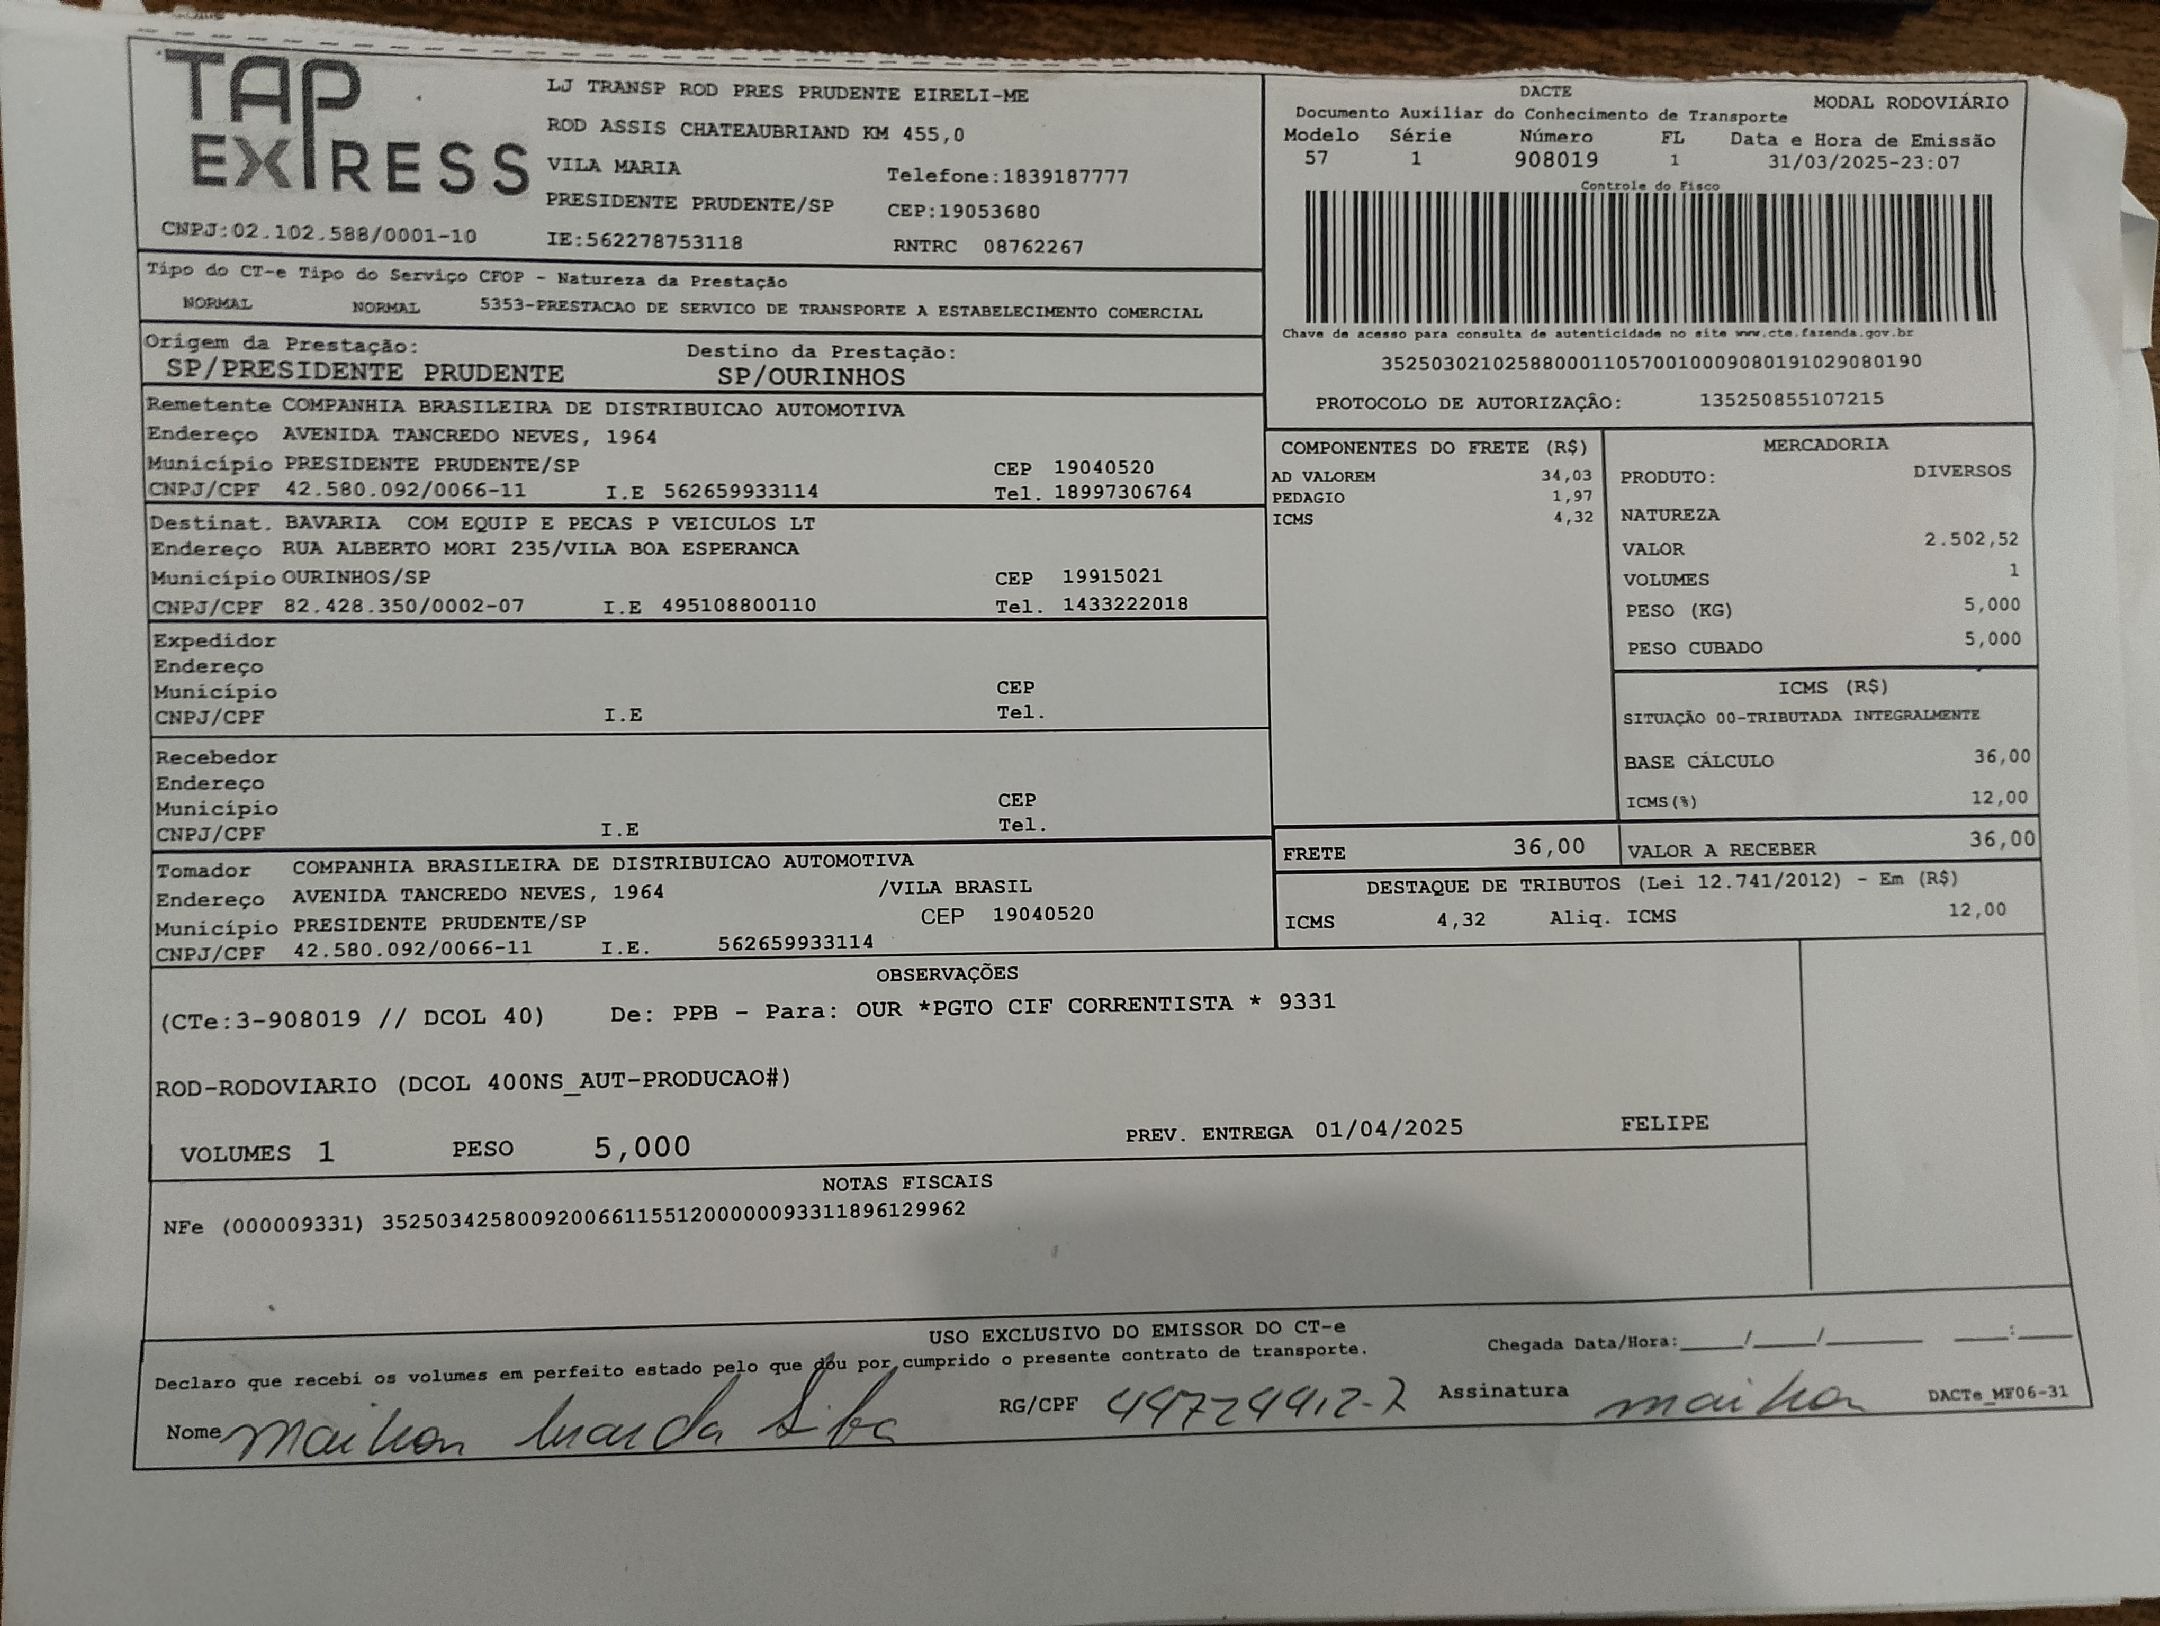 TAP EXPRESS
LJ TRANSP ROD PRES PRUDENTE EIRELI-ME
ROD ASSIS CHATEAUBRIAND KM 455,0
VILA MARIA Telefone:1839187777
PRESIDENTE PRUDENTE/SP CEP:19053680
CNPJ:02.102.588/0001-10 IE:562278753118 RNTRC 08762267
DACTE MODAL RODOVIÁRIO
Documento Auxiliar do Conhecimento de Transporte
Modelo Série Número FL Data e Hora de Emissão
57 1 908019 1 31/03/2025-23:07
Controle do Fisco
Chave de acesso para consulta de autenticidade no site www.cte.fazenda.gov.br
35250302102588000110570010009080191029080190
PROTOCOLO DE AUTORIZAÇÃO: 135250855107215
Tipo do CT-e Tipo do Serviço CFOP - Natureza da Prestação
NORMAL NORMAL 5353-PRESTACAO DE SERVICO DE TRANSPORTE A ESTABELECIMENTO COMERCIAL
Origem da Prestação: Destino da Prestação:
SP/PRESIDENTE PRUDENTE SP/OURINHOS
Remetente COMPANHIA BRASILEIRA DE DISTRIBUICAO AUTOMOTIVA
Endereço AVENIDA TANCREDO NEVES, 1964
Município PRESIDENTE PRUDENTE/SP CEP 19040520
CNPJ/CPF 42.580.092/0066-11 I.E 562659933114 Tel. 18997306764
Destinat. BAVARIA COM EQUIP E PECAS P VEICULOS LT
Endereço RUA ALBERTO MORI 235/VILA BOA ESPERANCA
Município OURINHOS/SP CEP 19915021
CNPJ/CPF 82.428.350/0002-07 I.E 495108800110 Tel. 1433222018
Expedidor
Endereço
Município CEP
CNPJ/CPF I.E Tel.
Recebedor
Endereço
Município CEP
CNPJ/CPF I.E Tel.
Tomador COMPANHIA BRASILEIRA DE DISTRIBUICAO AUTOMOTIVA
Endereço AVENIDA TANCREDO NEVES, 1964 /VILA BRASIL
Município PRESIDENTE PRUDENTE/SP CEP 19040520
CNPJ/CPF 42.580.092/0066-11 I.E. 562659933114
COMPONENTES DO FRETE (R$)
AD VALOREM 34,03
PEDAGIO 1,97
ICMS 4,32
MERCADORIA
PRODUTO: DIVERSOS
NATUREZA
VALOR 2.502,52
VOLUMES 1
PESO (KG) 5,000
PESO CUBADO 5,000
ICMS (R$)
SITUAÇÃO 00-TRIBUTADA INTEGRALMENTE
BASE CÁLCULO 36,00
ICMS(%) 12,00
FRETE 36,00 VALOR A RECEBER 36,00
DESTAQUE DE TRIBUTOS (Lei 12.741/2012) - Em (R$)
ICMS 4,32 Aliq. ICMS 12,00
OBSERVAÇÕES
(CTe:3-908019 // DCOL 40) De: PPB - Para: OUR *PGTO CIF CORRENTISTA * 9331
ROD-RODOVIARIO (DCOL 400NS_AUT-PRODUCAO#)
VOLUMES 1 PESO 5,000 PREV. ENTREGA 01/04/2025 FELIPE
NOTAS FISCAIS
NFe (000009331) 35250342580092006611551200000093311896129962
USO EXCLUSIVO DO EMISSOR DO CT-e
Chegada Data/Hora:____/____/______ ___:___
Declaro que recebi os volumes em perfeito estado pelo que dou por cumprido o presente contrato de transporte.
Nome maikon da Silva RG/CPF 49724912-2 Assinatura maikon DACTe_MF06-31